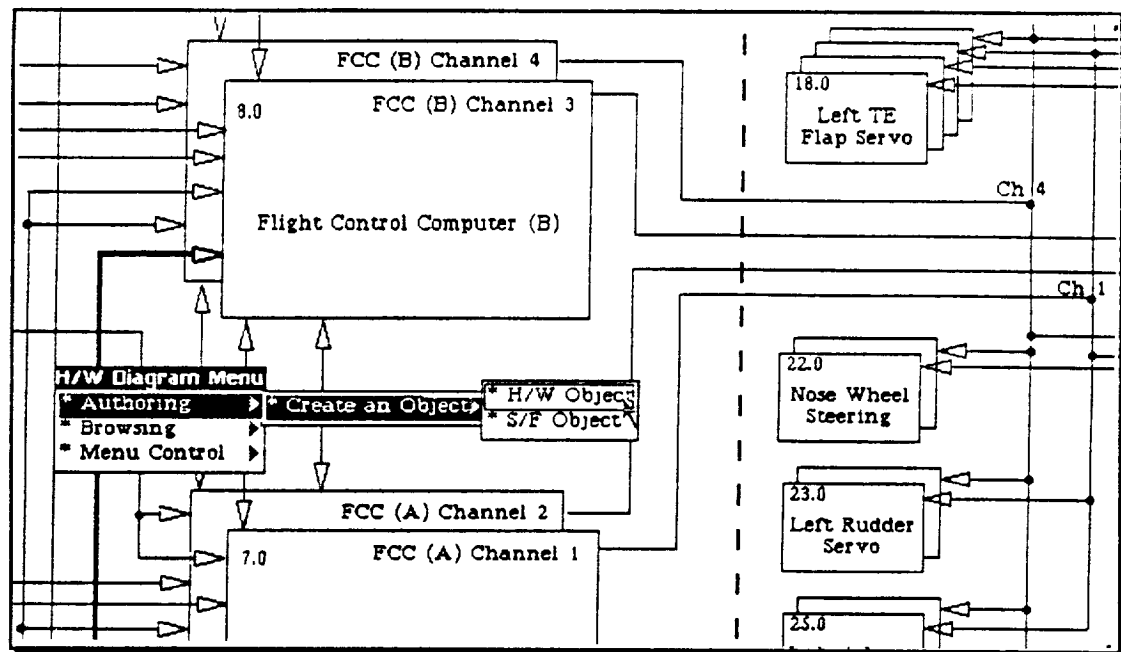 FCC (B) Channel 4
FCC (B) Channel 3
8.0
Flight Control Computer (B)
18.0
Left TE
Flap Servo
Ch 4
Ch 1
H/W Diagram Menu
* Authoring
* Browsing
* Menu Control
* Create an Object
* H/W Object
* S/F Object
22.0
Nose Wheel
Steering
FCC (A) Channel 2
FCC (A) Channel 1
7.0
23.0
Left Rudder
Servo
25.0